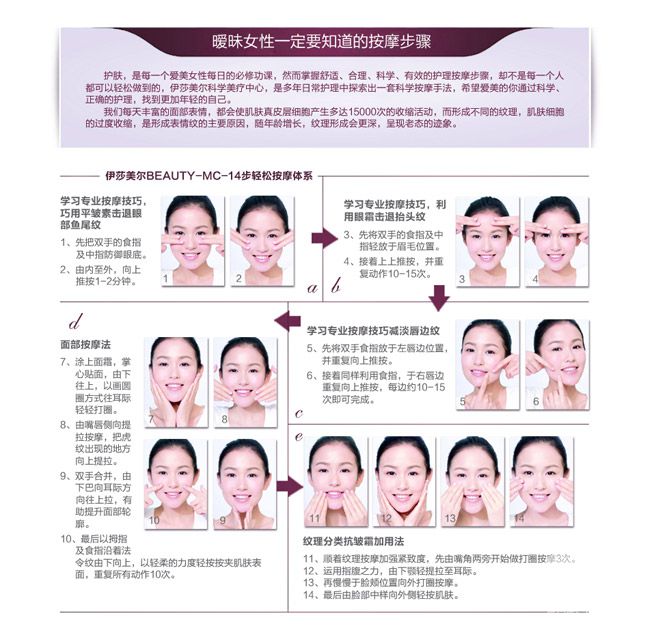 暧昧女性一定要知道的按摩步骤
护肤，是每一个爱美女性每日的必修功课，然而掌握舒适、合理、科学、有效的护理按摩步骤，却不是每一个人
都可以轻松做到的，伊莎美尔科学美疗中心，是多年日常护理中探索出一套科学按摩手法，希望爱美的你通过科学、
正确的护理，找到更加年轻的自己。
我们每天丰富的面部表情，都会使肌肤真皮层细胞产生多达15000次的收缩活动，而形成不同的纹理，肌肤细胞
的过度收缩，是形成表情纹的主要原因，随年龄增长，纹理形成会更深，呈现老态的迹象。
伊莎美尔BEAUTY-MC-14步轻松按摩体系
学习专业按摩技巧，
巧用平皱素击退眼
部鱼尾纹
1、先把双手的食指
及中指防御眼底。
2、由内至外，向上
推按1-2分钟。
1
2
a
b
学习专业按摩技巧，利
用眼霜击退抬头纹
3、先将双手的食指及中
指轻放于眉毛位置。
4、接着上上推按，并重
复动作10-15次。
3
4
学习专业按摩技巧减淡唇边纹
5、先将双手食指放于左唇边位置，
并重复向上推按。
6、接着同样利用食指，于右唇边
重复向上推按，每边约10-15
次即可完成。
5
6
c
d
面部按摩法
7、涂上面霜，掌
心贴面，由下
往上，以画圆
圈方式往耳际
轻轻打圈。
8、由嘴唇侧向提
拉按摩，把虎
纹出现的地方
向上提拉。
9、双手合并，由
下巴向耳际方
向往上拉，有
助提升面部轮
廓。
10、最后以拇指
及食指沿着法
令纹由下向上，以轻柔的力度轻按按夹肌肤表
面，重复所有动作10次。
7
8
10
9
e
11
12
13
14
纹理分类抗皱霜加用法
11、顺着纹理按摩加强紧致度，先由嘴角两旁开始做打圈按摩3次。
12、运用指腹之力，由下颚轻提拉至耳际。
13、再慢慢于脸颊位置向外打圈按摩。
14、最后由脸部中样向外侧轻按肌肤。